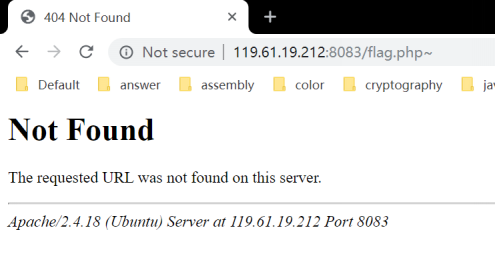 404 Not Found
Not secure | 119.61.19.212:8083/flag.php~
Default answer assembly color cryptography
Not Found
The requested URL was not found on this server.
Apache/2.4.18 (Ubuntu) Server at 119.61.19.212 Port 8083